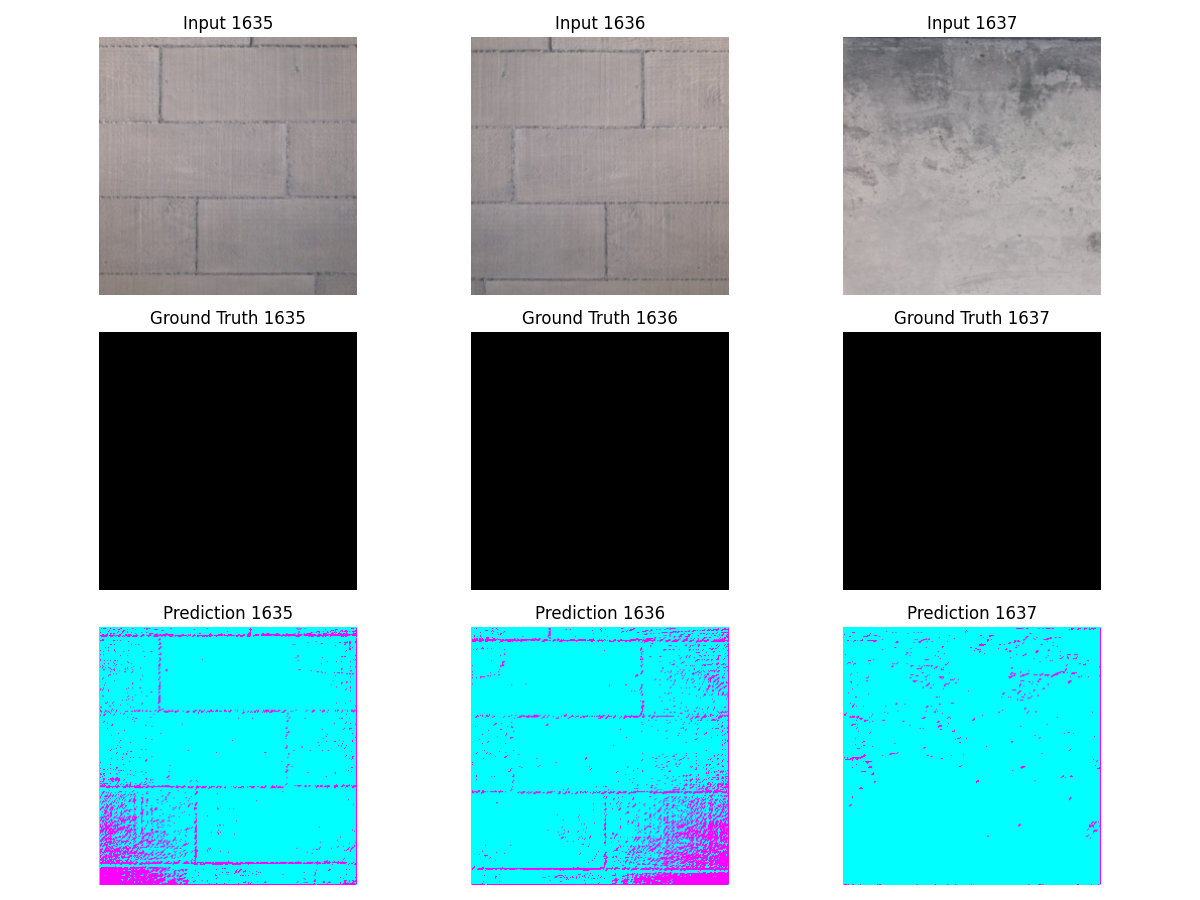 Input 1635
Input 1636
Input 1637
Ground Truth 1635
Ground Truth 1636
Ground Truth 1637
Prediction 1635
Prediction 1636
Prediction 1637